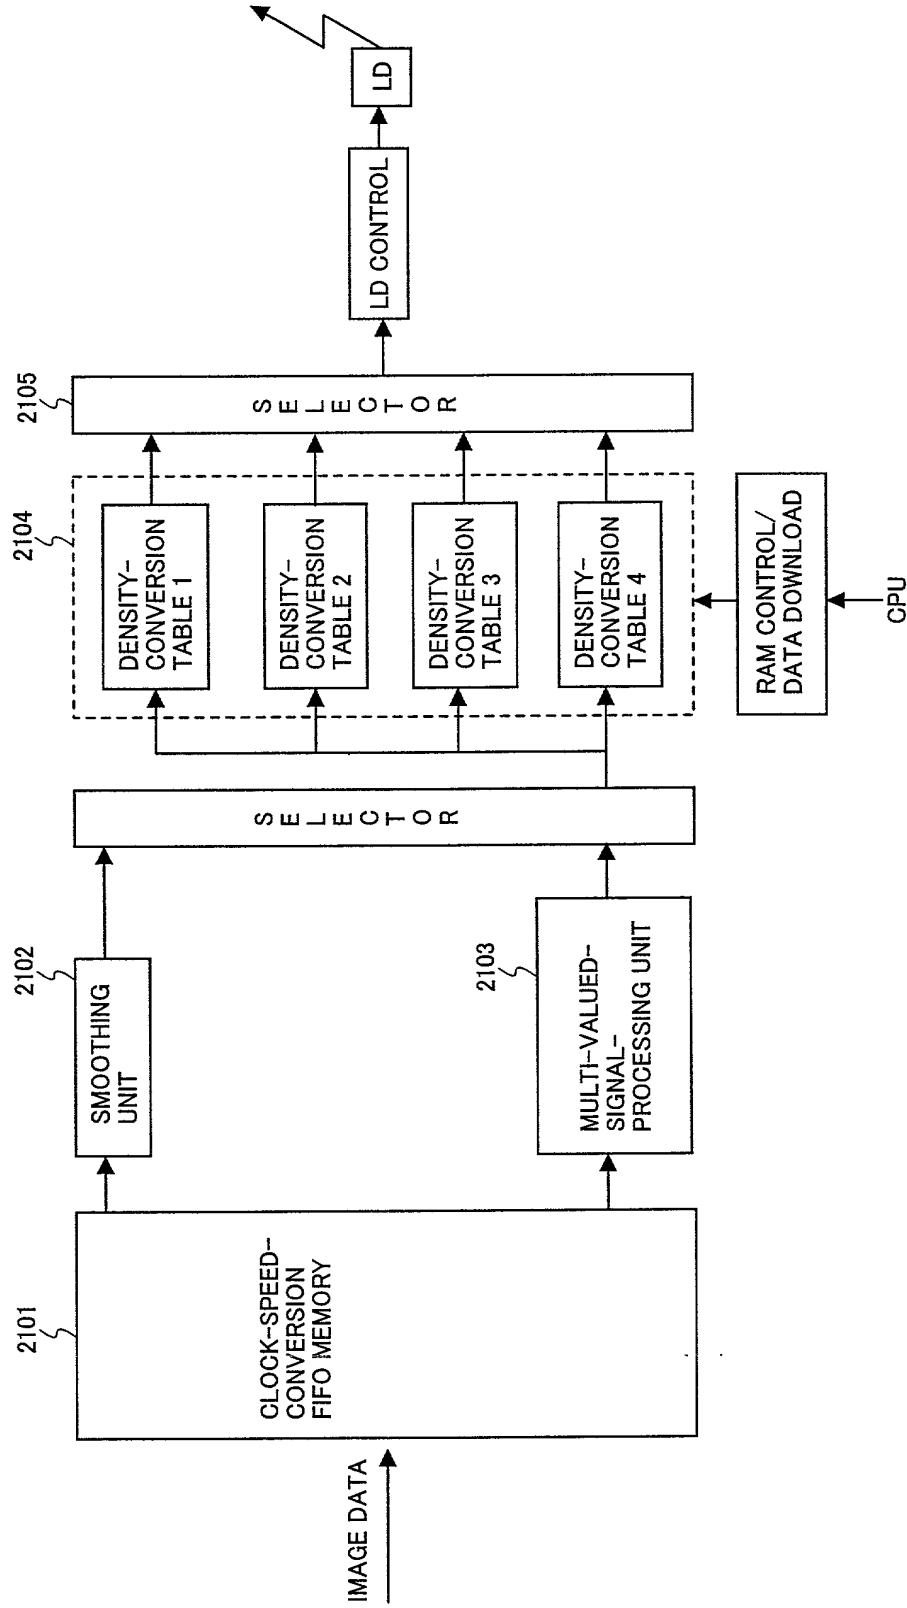 IMAGE DATA
2101
CLOCK-SPEED-
CONVERSION
FIFO MEMORY
2102
SMOOTHING
UNIT
2103
MULTI-VALUED-
SIGNAL-
PROCESSING UNIT
SELECTOR
2104
DENSITY-
CONVERSION
TABLE 1
DENSITY-
CONVERSION
TABLE 2
DENSITY-
CONVERSION
TABLE 3
DENSITY-
CONVERSION
TABLE 4
RAM CONTROL/
DATA DOWNLOAD
CPU
2105
SELECTOR
LD CONTROL
LD